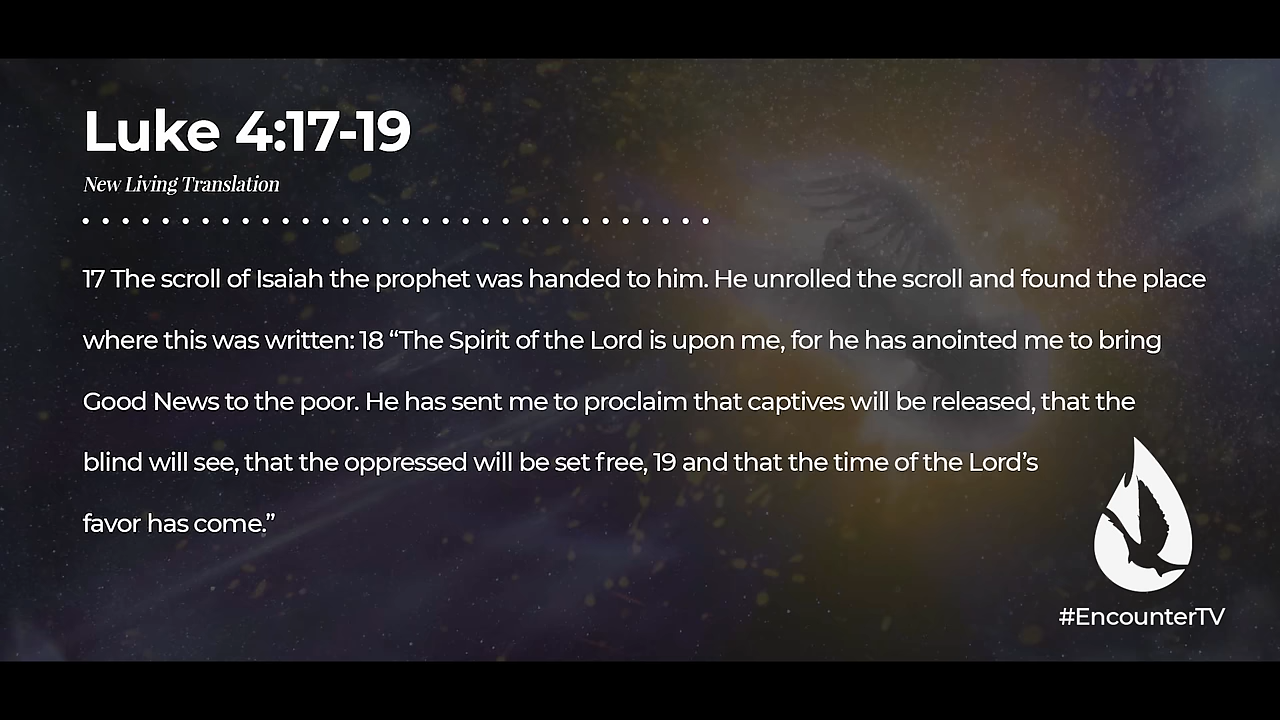 Luke 4:17-19
New Living Translation
17 The scroll of Isaiah the prophet was handed to him. He unrolled the scroll and found the place
where this was written: 18 “The Spirit of the Lord is upon me, for he has anointed me to bring
Good News to the poor. He has sent me to proclaim that captives will be released, that the
blind will see, that the oppressed will be set free, 19 and that the time of the Lord’s
favor has come.”
#EncounterTV